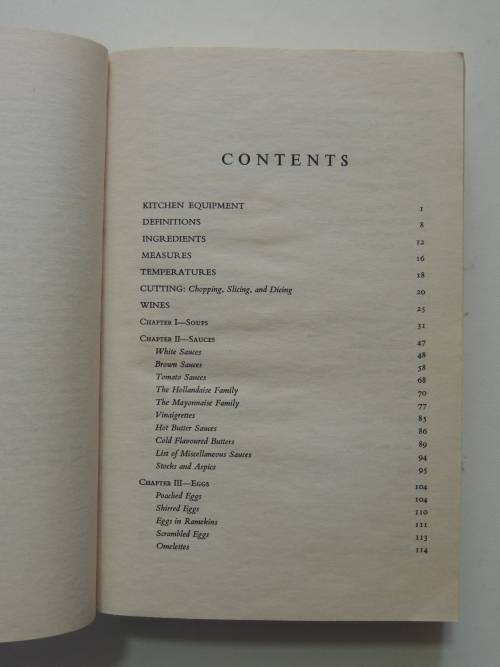 CONTENTS
KITCHEN EQUIPMENT 1
DEFINITIONS 8
INGREDIENTS 12
MEASURES 16
TEMPERATURES 18
CUTTING: Chopping, Slicing, and Dicing 20
WINES 25
CHAPTER I—SOUPS 31
CHAPTER II—SAUCES 47
White Sauces 48
Brown Sauces 58
Tomato Sauces 68
The Hollandaise Family 70
The Mayonnaise Family 77
Vinaigrettes 85
Hot Butter Sauces 86
Cold Flavoured Butters 89
List of Miscellaneous Sauces 94
Stocks and Aspics 95
CHAPTER III—EGGS 104
Poached Eggs 104
Shirred Eggs 110
Eggs in Ramekins 111
Scrambled Eggs 113
Omelettes 114